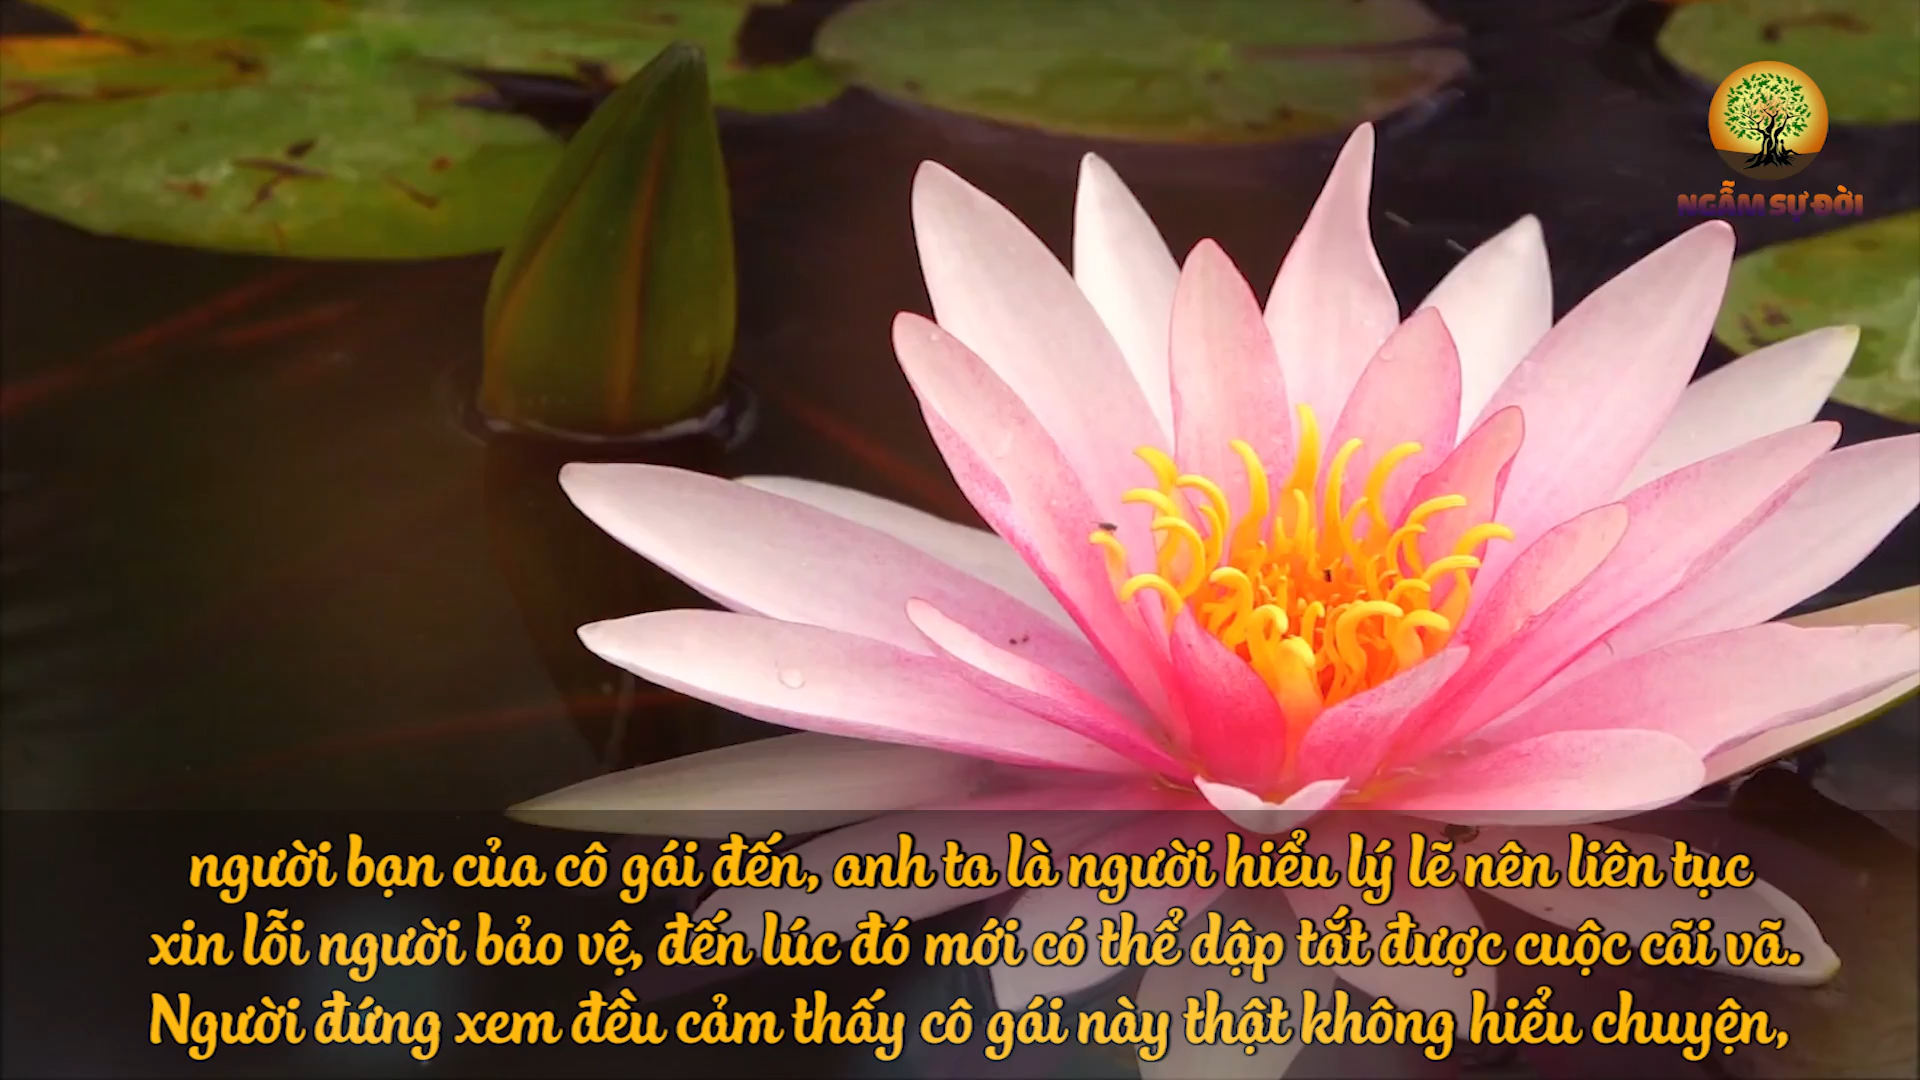 NGẪM SỰ ĐỜI
người bạn của cô gái đến, anh ta là người hiểu lý lẽ nên liên tục
xin lỗi người bảo vệ, đến lúc đó mới có thể dập tắt được cuộc cãi vã.
Người đứng xem đều cảm thấy cô gái này thật không hiểu chuyện,